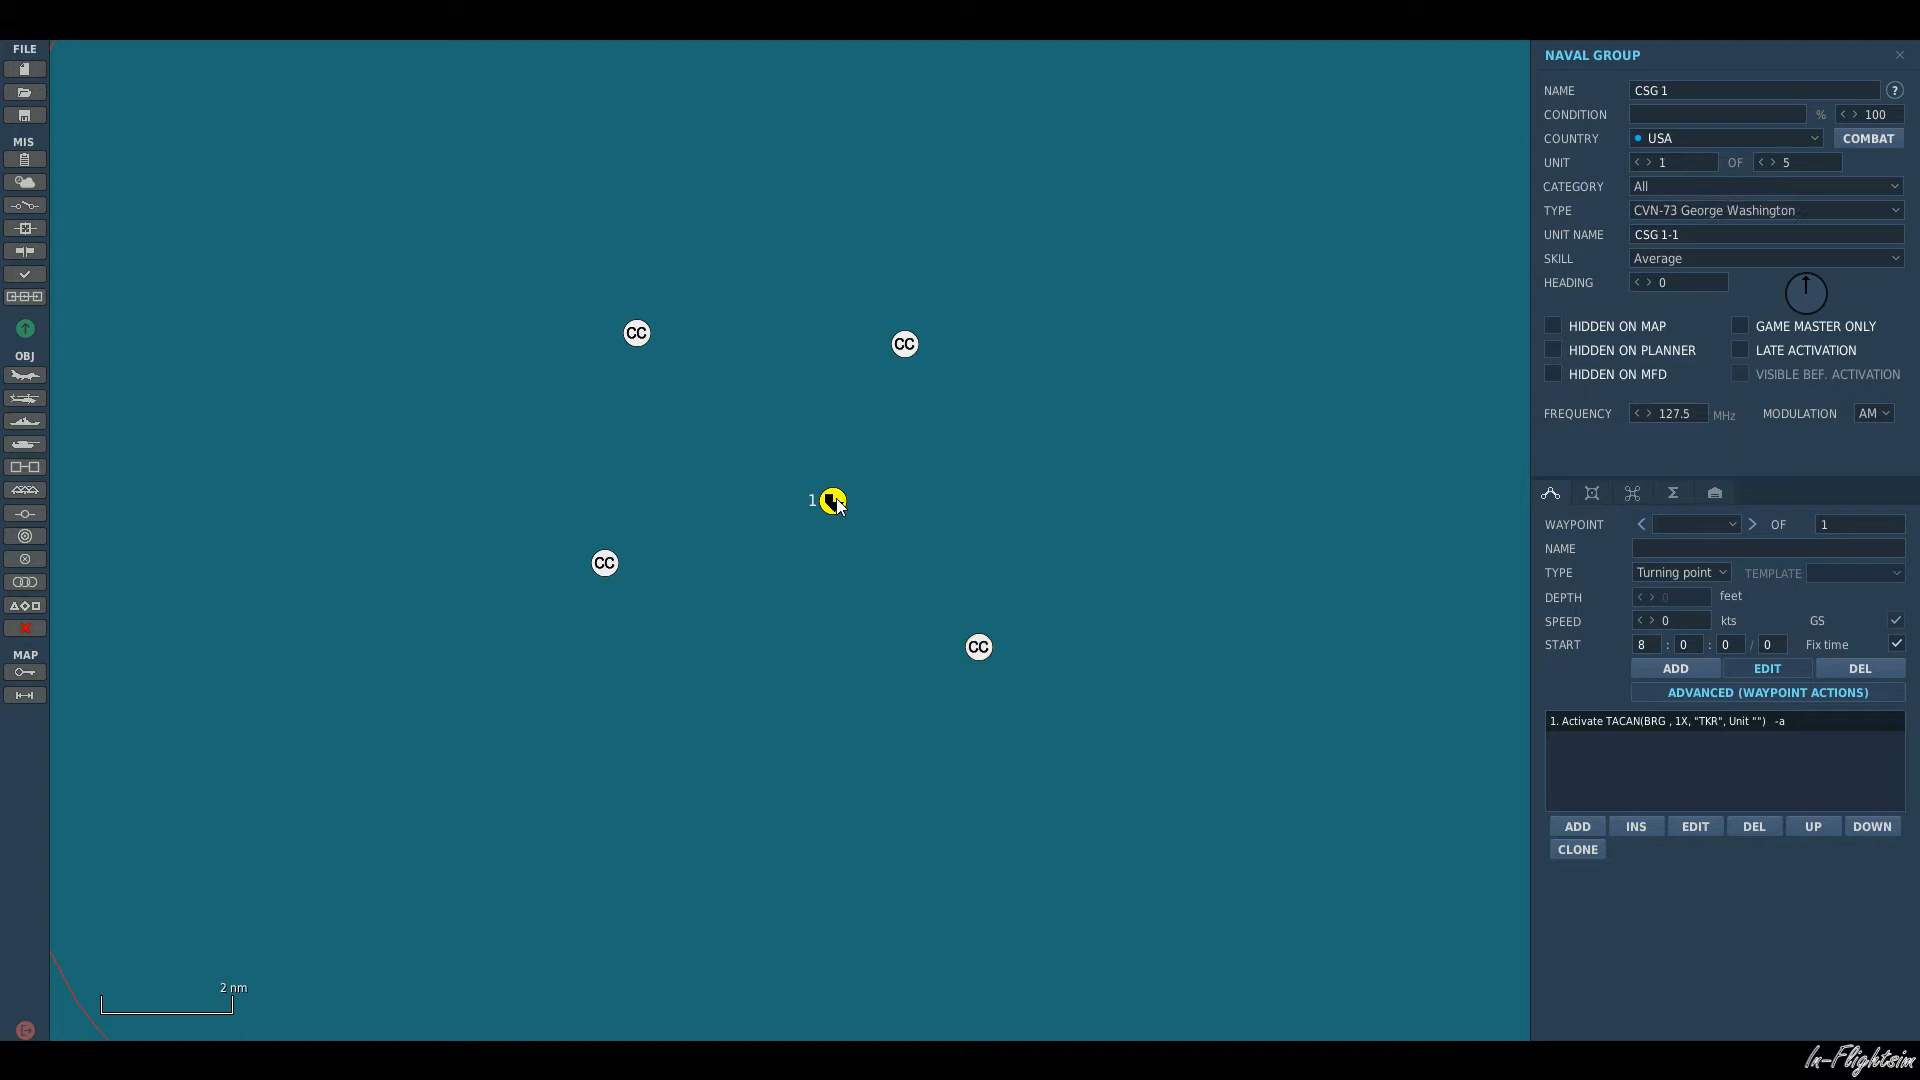 FILE
MIS
OBJ
MAP
CC
CC
1
CC
CC
2 nm
NAVAL GROUP
NAME CSG 1 ?
CONDITION % < > 100
COUNTRY USA COMBAT
UNIT < > 1 OF < > 5
CATEGORY All
TYPE CVN-73 George Washington
UNIT NAME CSG 1-1
SKILL Average
HEADING < > 0
HIDDEN ON MAP GAME MASTER ONLY
HIDDEN ON PLANNER LATE ACTIVATION
HIDDEN ON MFD VISIBLE BEF. ACTIVATION
FREQUENCY < > 127.5 MHz MODULATION AM
WAYPOINT < > OF 1
NAME
TYPE Turning point TEMPLATE
DEPTH < > 0 feet
SPEED < > 0 kts GS
START 8 : 0 : 0 / 0 Fix time
ADD EDIT DEL
ADVANCED (WAYPOINT ACTIONS)
1. Activate TACAN(BRG , 1X, "TKR", Unit "") -a
ADD INS EDIT DEL UP DOWN
CLONE
In-Flightsim